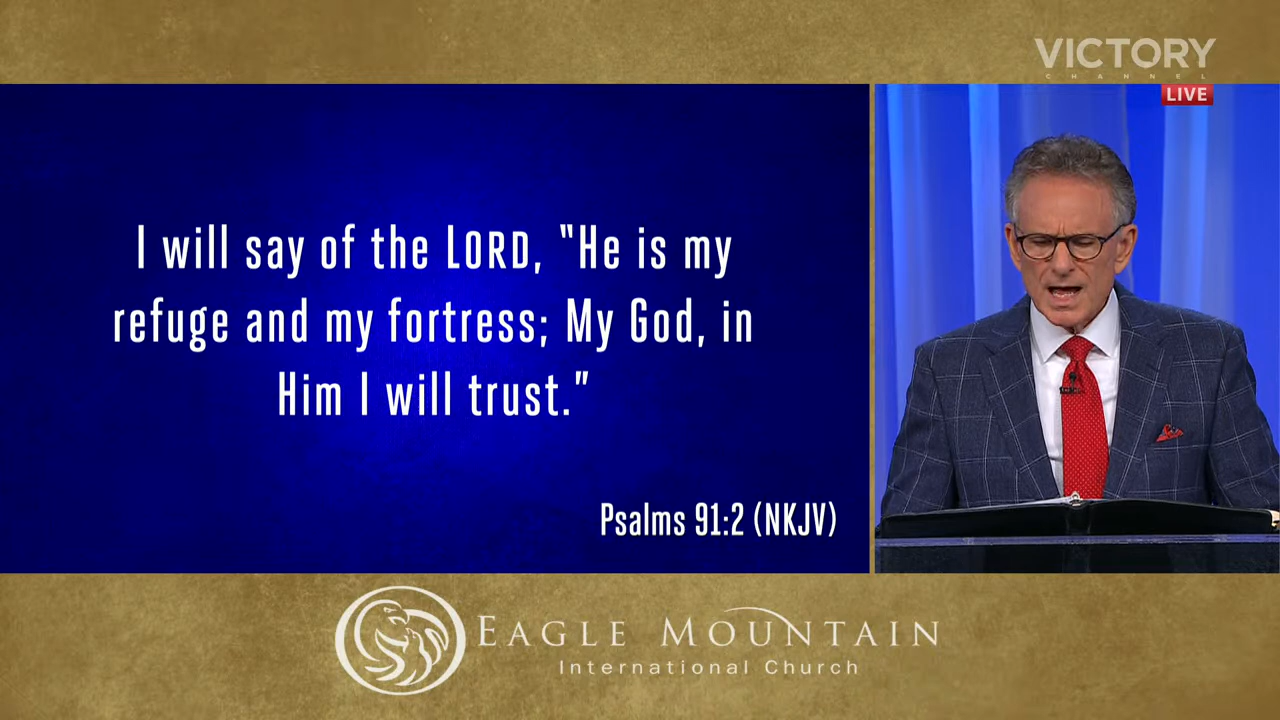 VICTORY
CHANNEL
LIVE
I will say of the LORD, "He is my
refuge and my fortress; My God, in
Him I will trust."
Psalms 91:2 (NKJV)
EAGLE MOUNTAIN
International Church